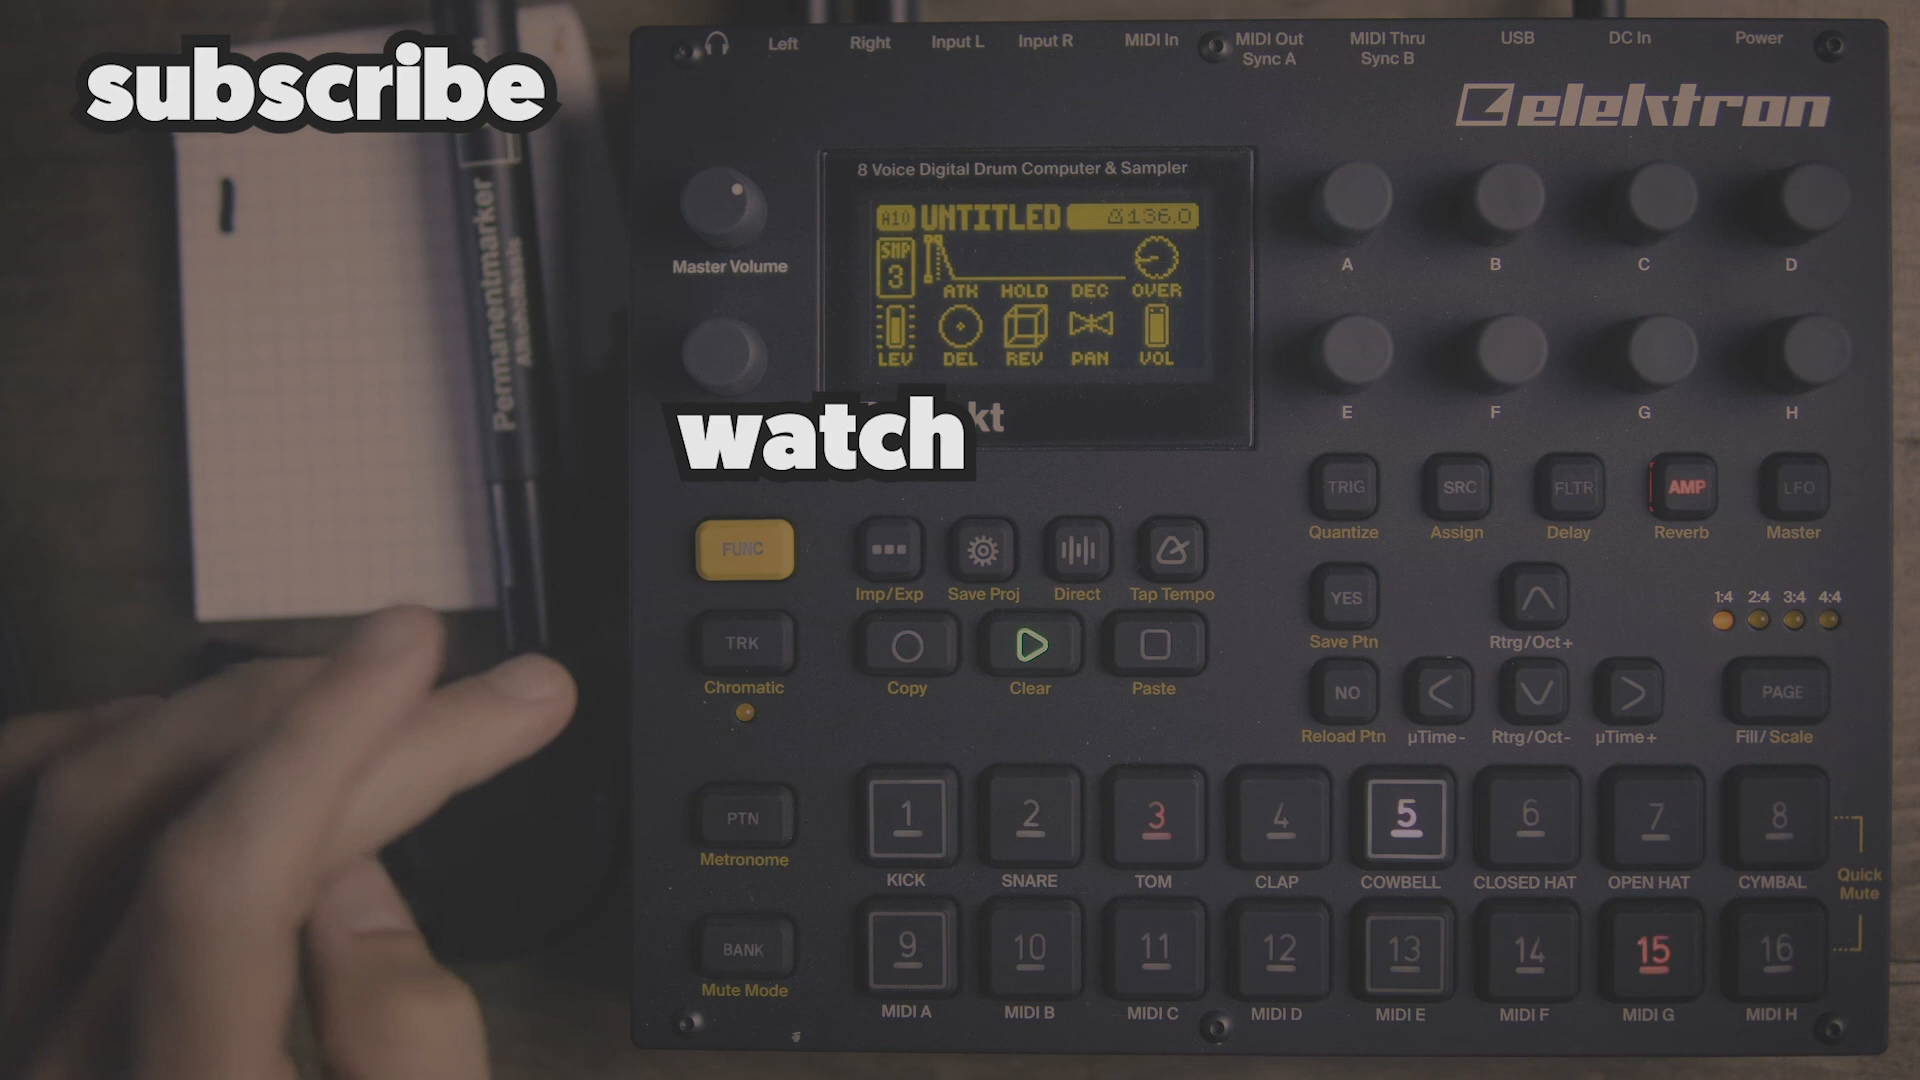 subscribe
watch
Left
Right
Input L
Input R
MIDI In
MIDI Out
Sync A
MIDI Thru
Sync B
USB
DC In
Power
elektron
8 Voice Digital Drum Computer & Sampler
A10 UNTITLED 136.0
SMP
3
ATK HOLD DEC OVER
LEV DEL REV PAN VOL
kt
Master Volume
Permanentmarker
A B C D
E F G H
TRIG SRC FLTR AMP LFO
Quantize Assign Delay Reverb Master
FUNC
Imp/Exp Save Proj Direct Tap Tempo
YES
Save Ptn
Rtrg/Oct+
1:4 2:4 3:4 4:4
TRK
Chromatic
Copy Clear Paste
NO
Reload Ptn
µTime-
Rtrg/Oct-
µTime+
PAGE
Fill/Scale
PTN
Metronome
1 2 3 4 5 6 7 8
KICK SNARE TOM CLAP COWBELL CLOSED HAT OPEN HAT CYMBAL
Quick
Mute
BANK
Mute Mode
9 10 11 12 13 14 15 16
MIDI A MIDI B MIDI C MIDI D MIDI E MIDI F MIDI G MIDI H